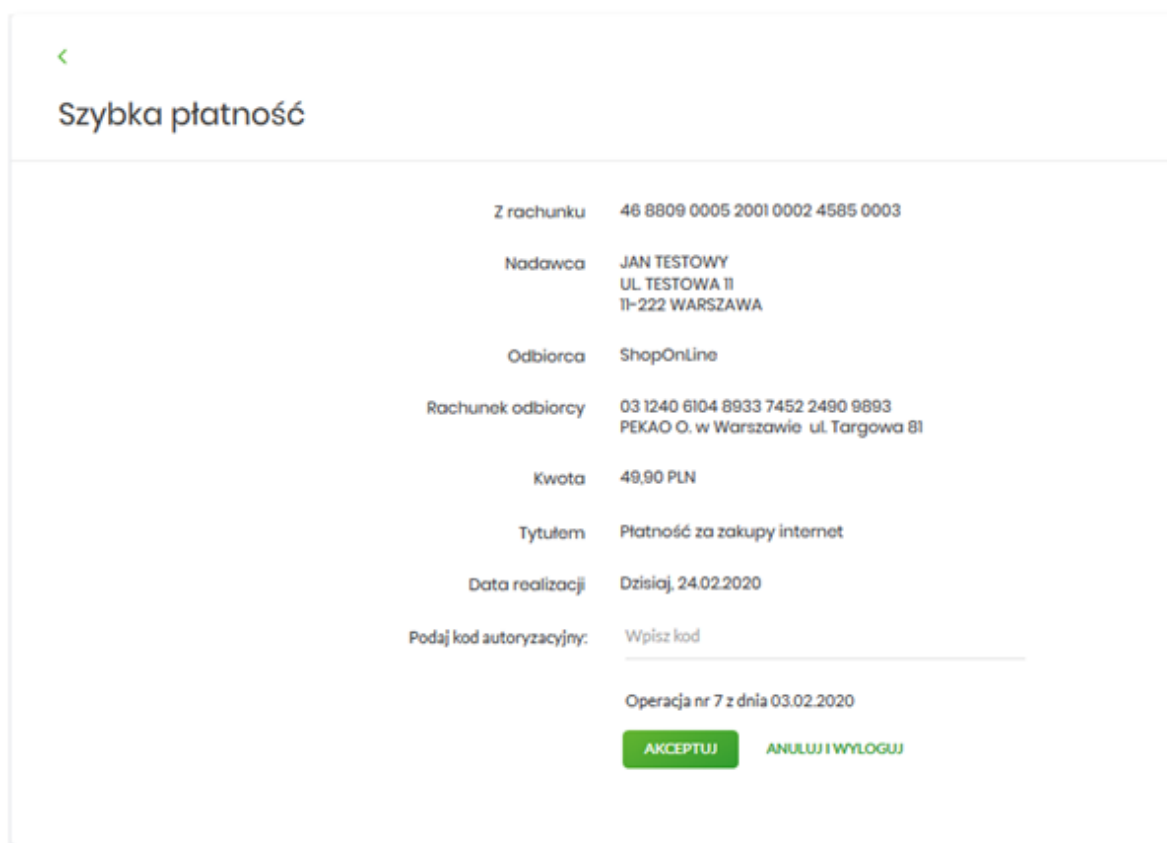 Szybka płatność
Z rachunku 46 8809 0005 2001 0002 4585 0003
Nadawca JAN TESTOWY
UL. TESTOWA 11
11-222 WARSZAWA
Odbiorca ShopOnLine
Rachunek odbiorcy 03 1240 6104 8933 7452 2490 9893
PEKAO O. w Warszawie ul. Targowa 81
Kwota 49,90 PLN
Tytułem Płatność za zakupy internet
Data realizacji Dzisiaj, 24.02.2020
Podaj kod autoryzacyjny: Wpisz kod
Operacja nr 7 z dnia 03.02.2020
AKCEPTUJ ANULUJ I WYLOGUJ